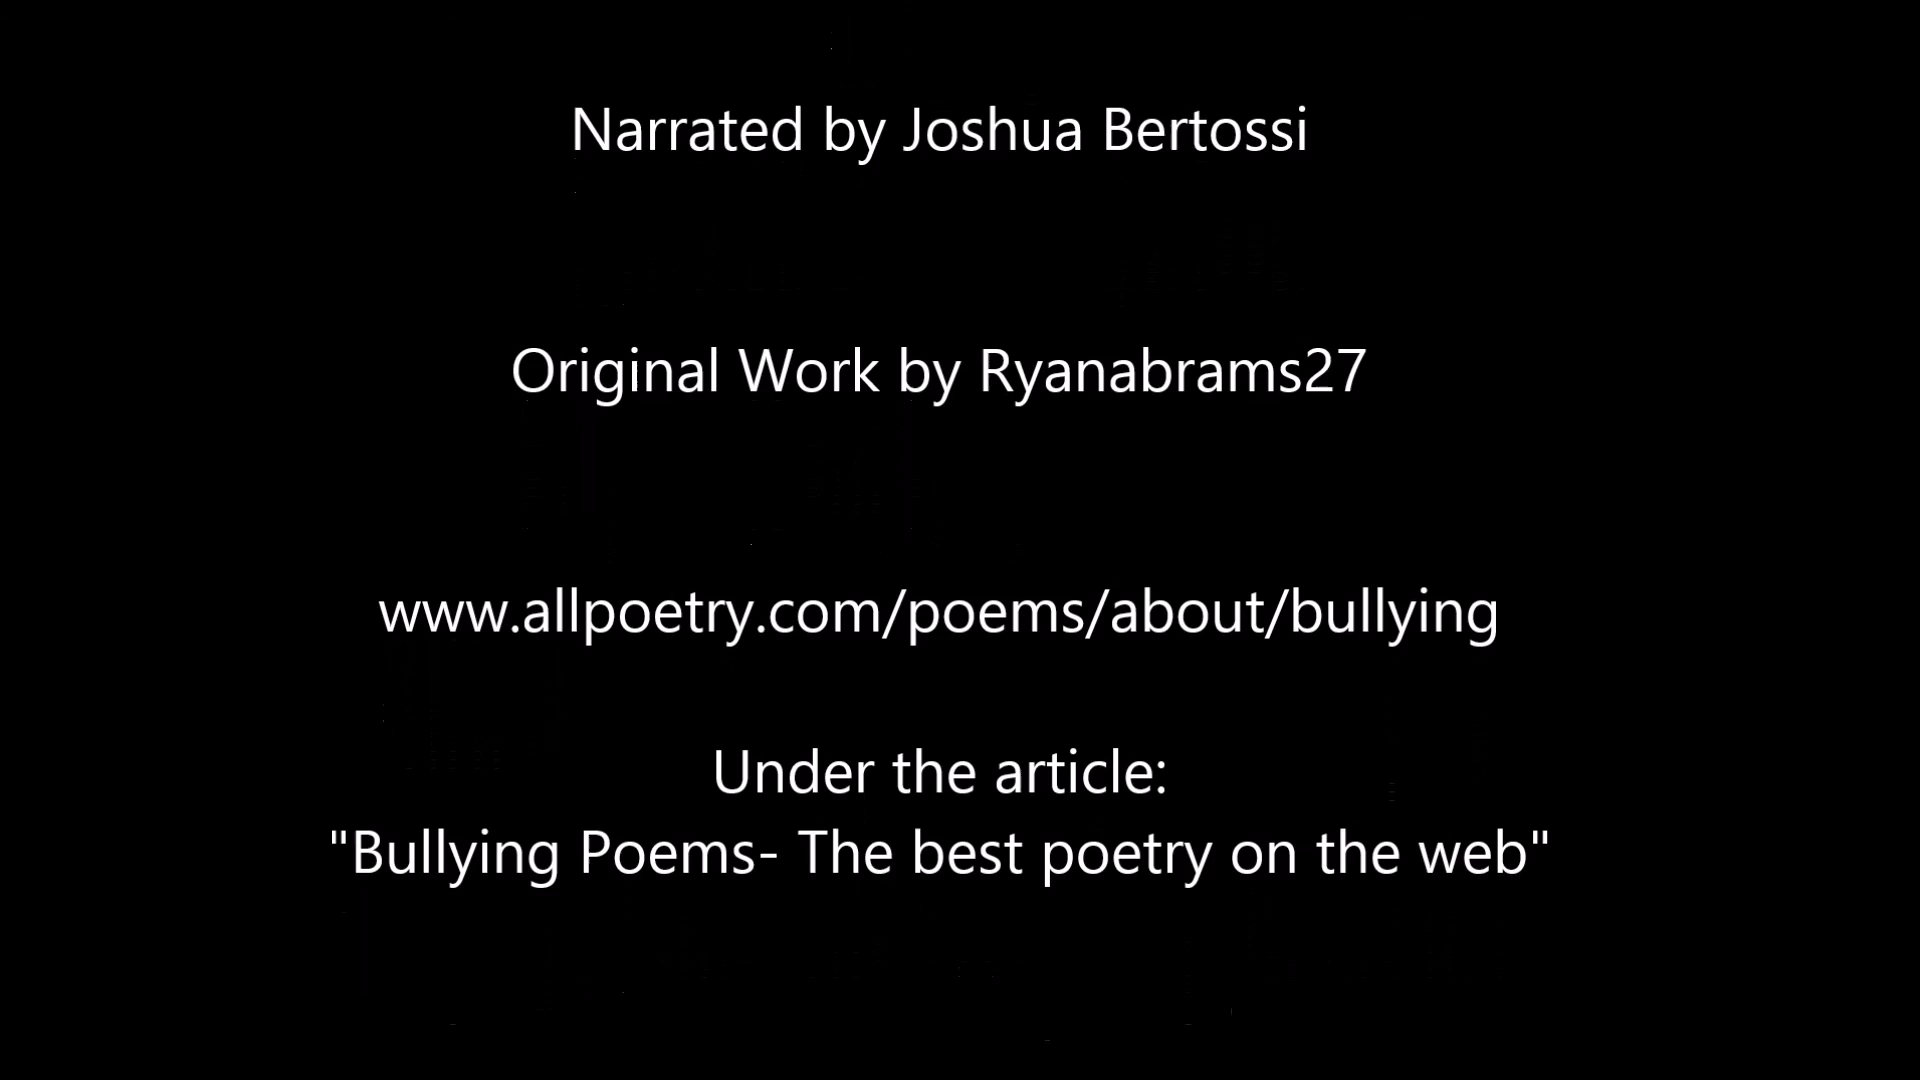 Narrated by Joshua Bertossi
Original Work by Ryanabrams27
www.allpoetry.com/poems/about/bullying
Under the article:
"Bullying Poems- The best poetry on the web"